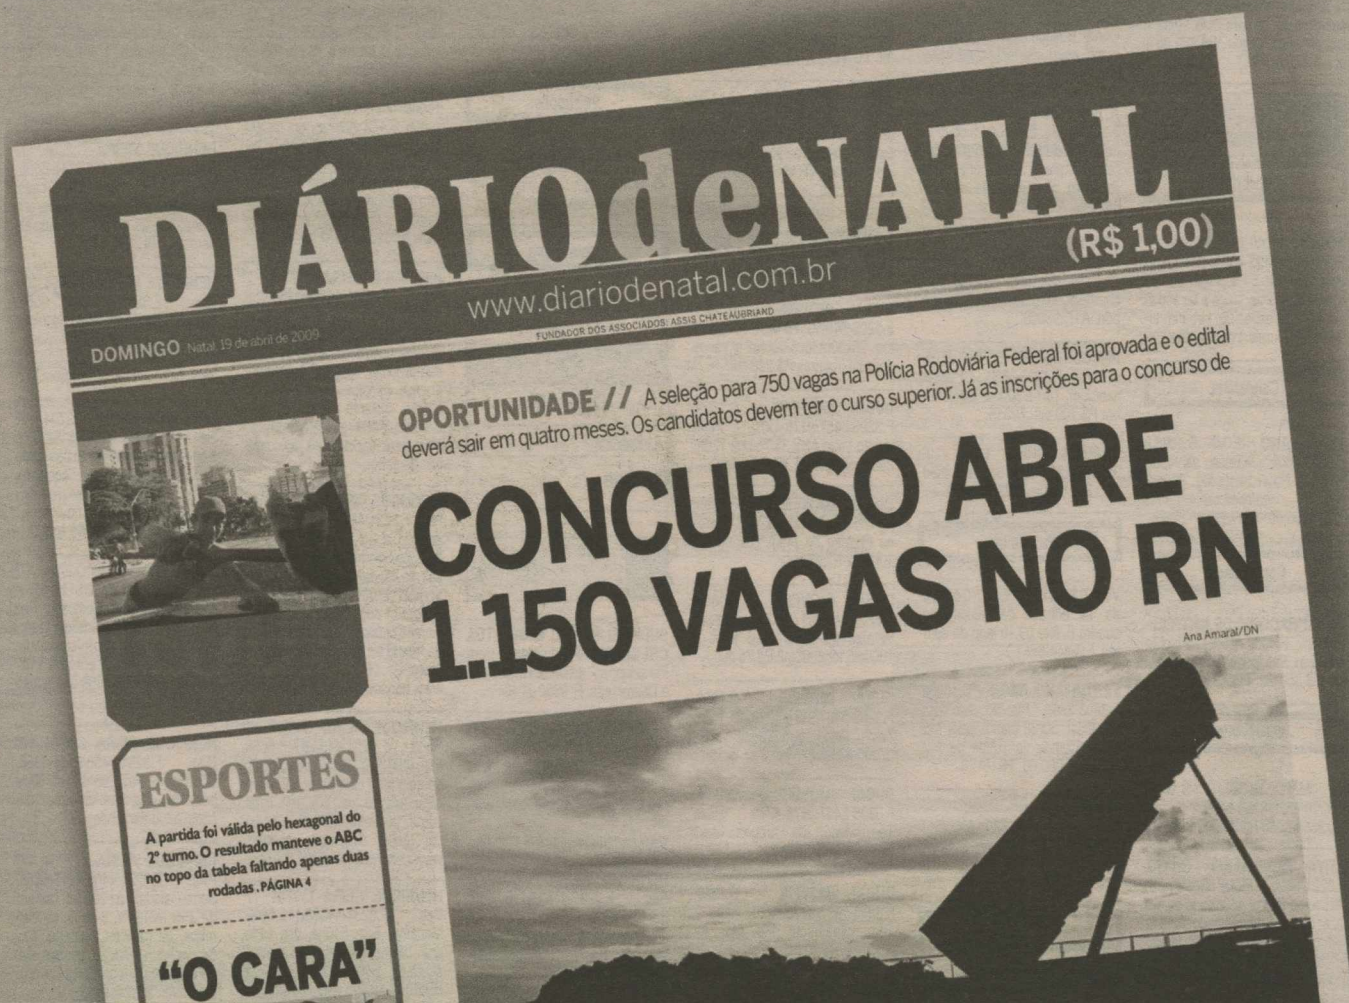 DIÁRIOdeNATAL
(R$ 1,00)
www.diariodenatal.com.br
DOMINGO Natal, 19 de abril de 2009
FUNDADOR DOS ASSOCIADOS: ASSIS CHATEAUBRIAND
OPORTUNIDADE // A seleção para 750 vagas na Polícia Rodoviária Federal foi aprovada e o edital
deverá sair em quatro meses. Os candidatos devem ter o curso superior. Já as inscrições para o concurso de
CONCURSO ABRE
1.150 VAGAS NO RN
Ana Amaral/DN
ESPORTES
A partida foi válida pelo hexagonal do
2º turno. O resultado manteve o ABC
no topo da tabela faltando apenas duas
rodadas. PÁGINA 4
“O CARA”